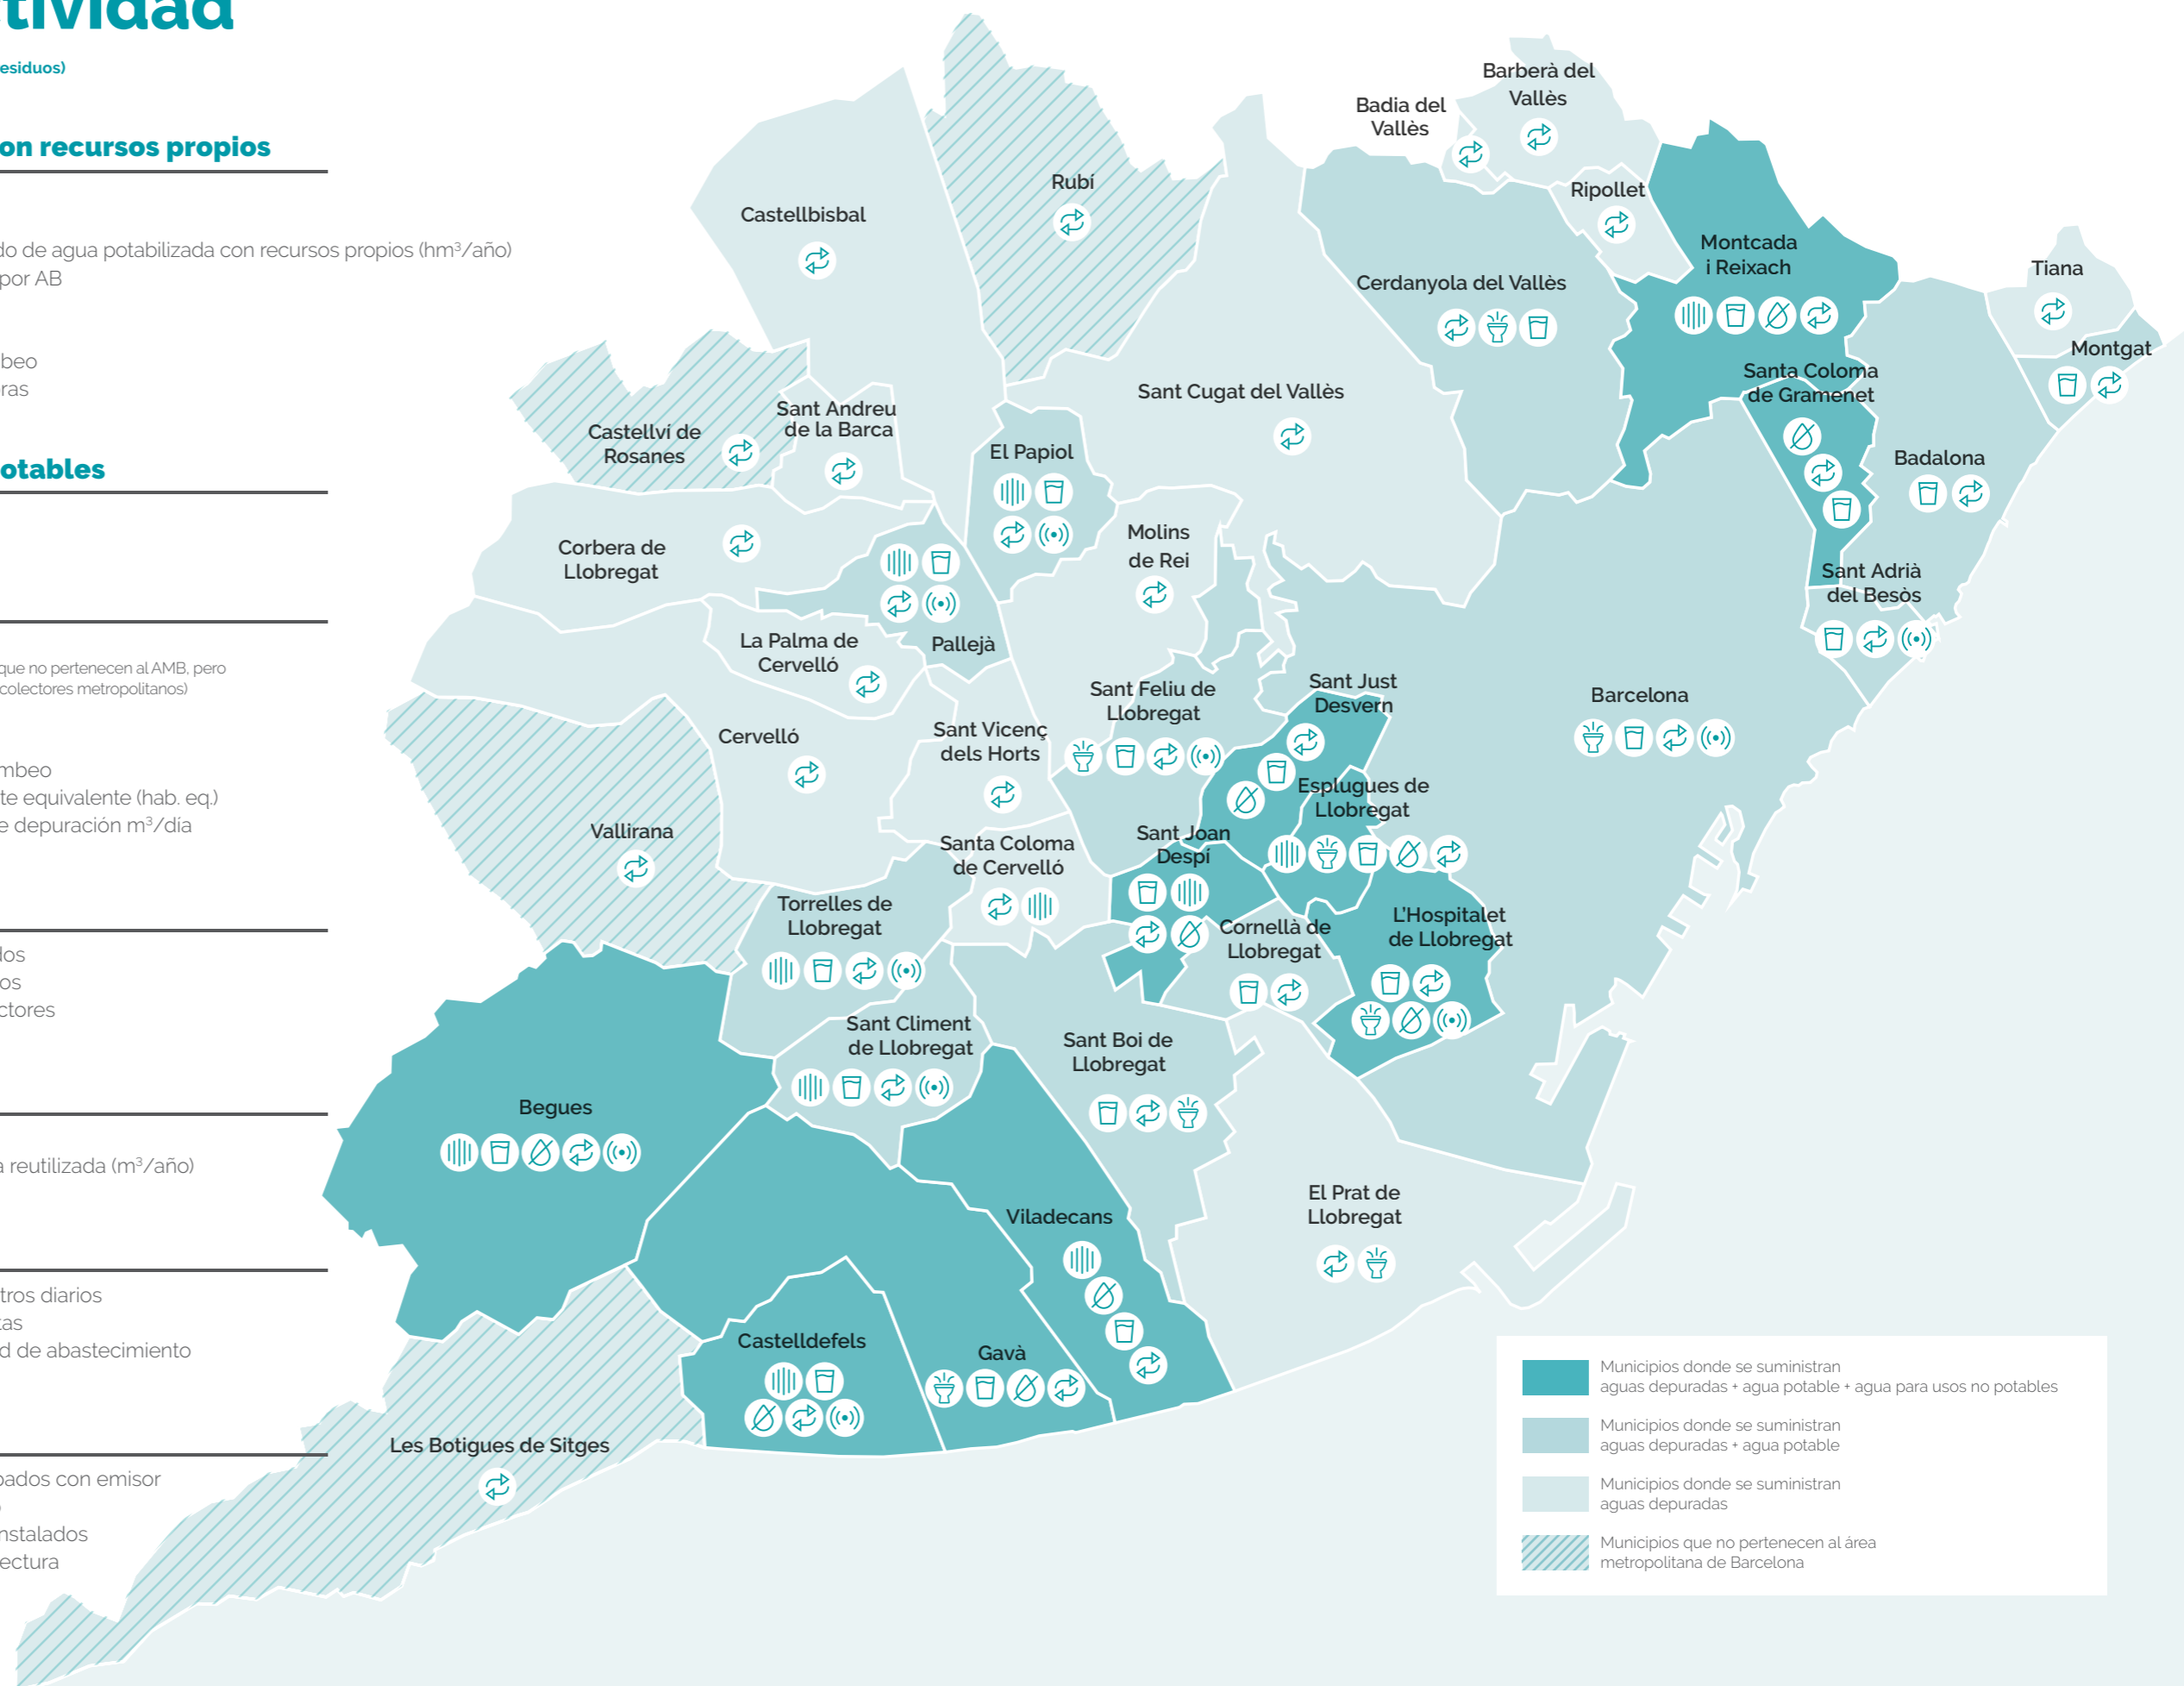 esiduos)
on recursos propios
do de agua potabilizada con recursos propios (hm³/año)
por AB
otables
que no pertenecen al AMB, pero
colectores metropolitanos)
te equivalente (hab. eq.)
e depuración m³/día
a reutilizada (m³/año)
tros diarios
d de abastecimiento
pados con emisor
nstalados
ectura
Barberà del
Vallès
Badia del
Vallès
Rubí
Ripollet
Castellbisbal
Montcada
i Reixach
Tiana
Cerdanyola del Vallès
Montgat
Santa Coloma
de Gramenet
Sant Cugat del Vallès
Sant Andreu
de la Barca
Castellví de
Rosanes
El Papiol
Badalona
Molins
de Rei
Corbera de
Llobregat
Sant Adrià
del Besòs
La Palma de
Cervelló
Pallejà
Sant Feliu de
Llobregat
Sant Just
Desvern
Barcelona
Cervelló
Sant Vicenç
dels Horts
Esplugues de
Llobregat
Vallirana
Santa Coloma
de Cervelló
Sant Joan
Despí
Torrelles de
Llobregat
Cornellà de
Llobregat
L'Hospitalet
de Llobregat
Sant Climent
de Llobregat
Sant Boi de
Llobregat
Begues
El Prat de
Llobregat
Viladecans
Castelldefels
Gavà
Les Botigues de Sitges
Municipios donde se suministran
aguas depuradas + agua potable + agua para usos no potables
Municipios donde se suministran
aguas depuradas + agua potable
Municipios donde se suministran
aguas depuradas
Municipios que no pertenecen al área
metropolitana de Barcelona